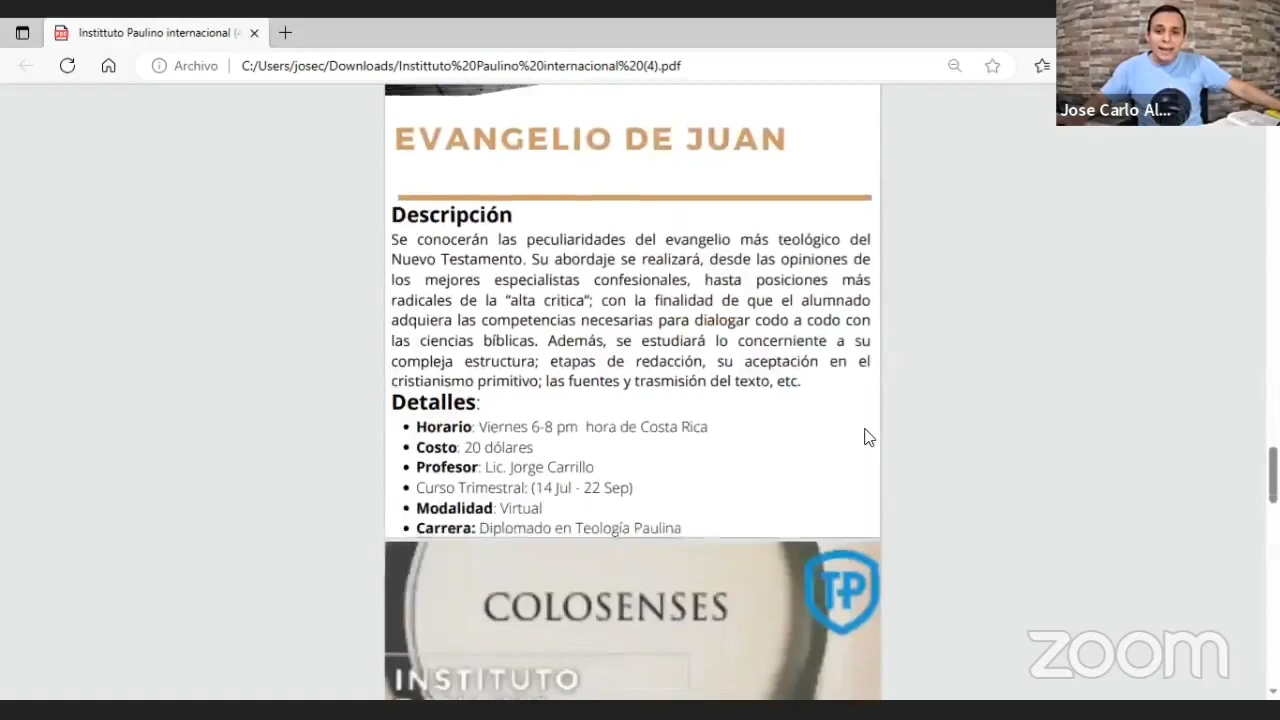 Instittuto Paulino internacional (
Archivo
C:/Users/josec/Downloads/Instittuto%20Paulino%20internacional%20(4).pdf
Jose Carlo Al...
EVANGELIO DE JUAN
Descripción
Se conocerán las peculiaridades del evangelio más teológico del
Nuevo Testamento. Su abordaje se realizará, desde las opiniones de
los mejores especialistas confesionales, hasta posiciones más
radicales de la "alta critica"; con la finalidad de que el alumnado
adquiera las competencias necesarias para dialogar codo a codo con
las ciencias bíblicas. Además, se estudiará lo concerniente a su
compleja estructura; etapas de redacción, su aceptación en el
cristianismo primitivo; las fuentes y trasmisión del texto, etc.
Detalles:
• Horario: Viernes 6-8 pm hora de Costa Rica
• Costo: 20 dólares
• Profesor: Lic. Jorge Carrillo
• Curso Trimestral: (14 Jul - 22 Sep)
• Modalidad: Virtual
• Carrera: Diplomado en Teología Paulina
COLOSENSES
TP
INSTITUTO
zoom